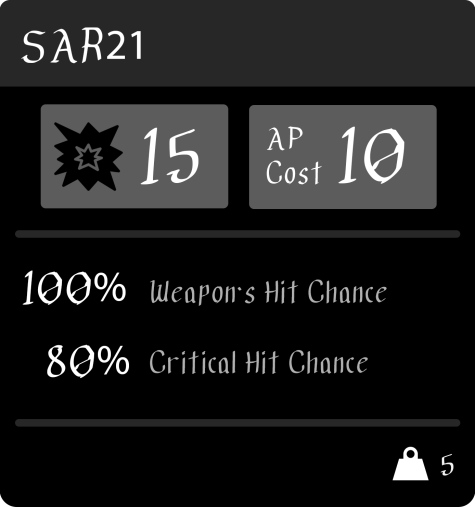 SAR21
15
AP
Cost
10
100% Weapon's Hit Chance
80% Critical Hit Chance
5